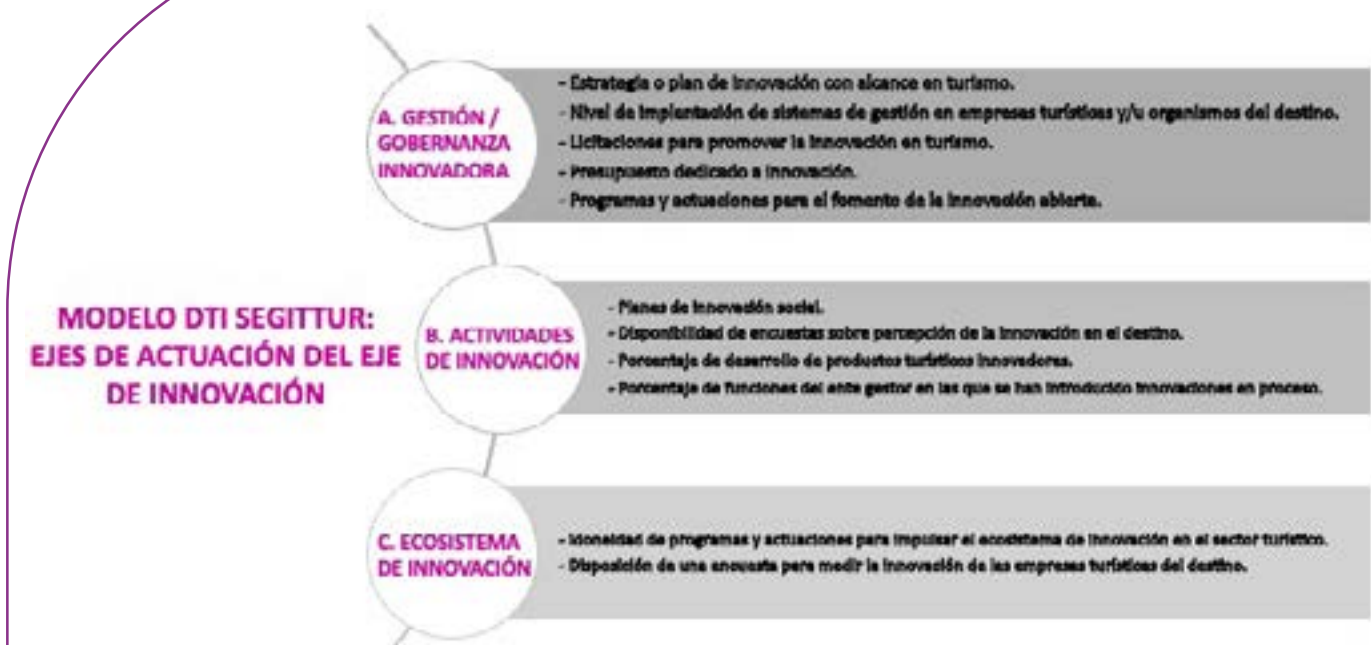 MODELO DTI SEGITTUR:
EJES DE ACTUACIÓN DEL EJE
DE INNOVACIÓN
A. GESTIÓN /
GOBERNANZA
INNOVADORA
- Estrategia o plan de innovación con alcance en turismo.
- Nivel de implantación de sistemas de gestión en empresas turísticas y/u organismos del destino.
- Licitaciones para promover la innovación en turismo.
- Presupuesto dedicado a innovación.
- Programas y actuaciones para el fomento de la innovación abierta.
B. ACTIVIDADES
DE INNOVACIÓN
- Planes de innovación social.
- Disponibilidad de encuestas sobre percepción de la innovación en el destino.
- Porcentaje de desarrollo de productos turísticos innovadores.
- Porcentaje de funciones del ente gestor en las que se han introducido innovaciones en proceso.
C. ECOSISTEMA
DE INNOVACIÓN
- Idoneidad de programas y actuaciones para impulsar el ecosistema de innovación en el sector turístico.
- Disposición de una encuesta para medir la innovación de las empresas turísticas del destino.